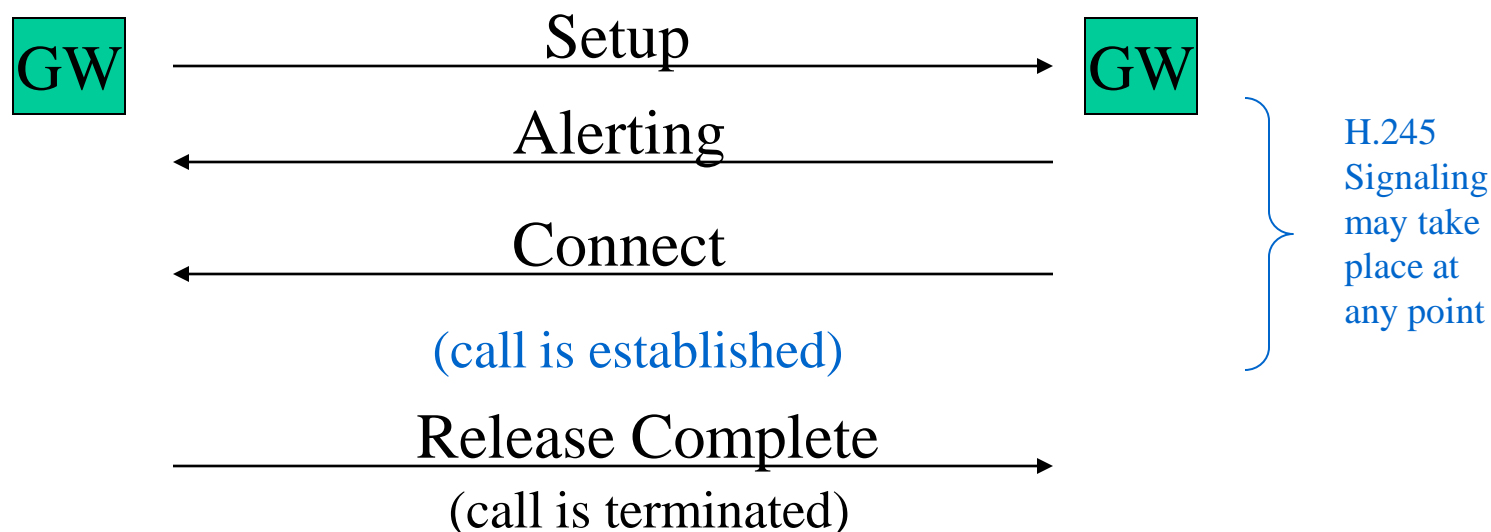 GW
Setup
GW
Alerting
Connect
(call is established)
Release Complete
(call is terminated)
H.245
Signaling
may take
place at
any point